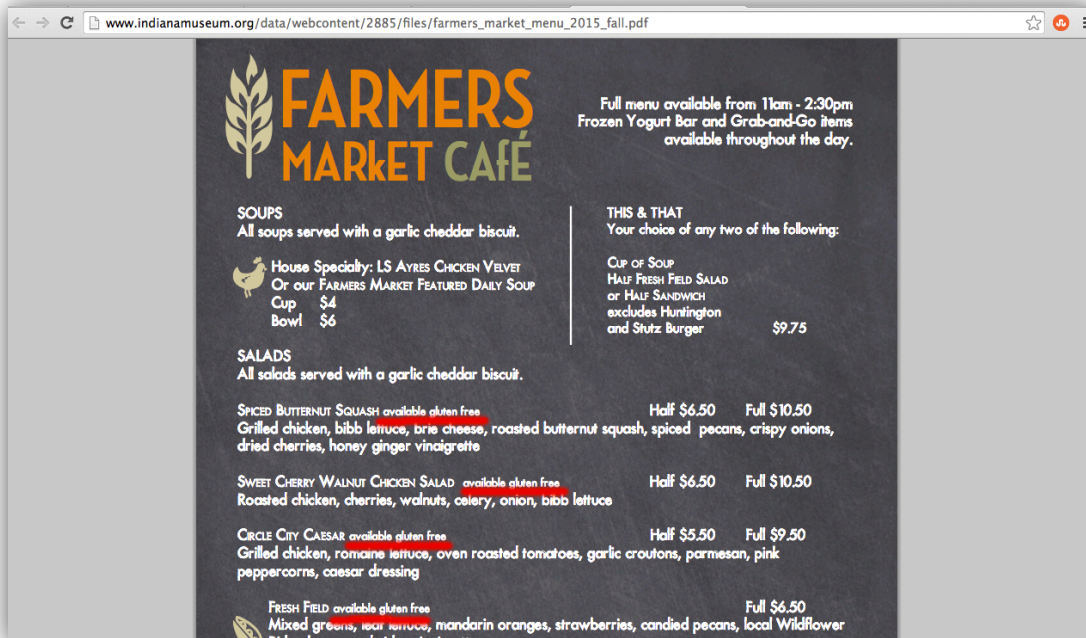 www.indianamuseum.org/data/webcontent/2885/files/farmers_market_menu_2015_fall.pdf
FARMERS
MARKET CAFÉ
Full menu available from 11am - 2:30pm
Frozen Yogurt Bar and Grab-and-Go items
available throughout the day.
SOUPS
All soups served with a garlic cheddar biscuit.
House Specialty: LS AYRES CHICKEN VELVET
Or our FARMERS MARKET FEATURED DAILY SOUP
Cup $4
Bowl $6
THIS & THAT
Your choice of any two of the following:
CUP OF SOUP
HALF FRESH FIELD SALAD
or HALF SANDWICH
excludes Huntington
and Stutz Burger $9.75
SALADS
All salads served with a garlic cheddar biscuit.
SPICED BUTTERNUT SQUASH available gluten free Half $6.50 Full $10.50
Grilled chicken, bibb lettuce, brie cheese, roasted butternut squash, spiced pecans, crispy onions,
dried cherries, honey ginger vinaigrette
SWEET CHERRY WALNUT CHICKEN SALAD available gluten free Half $6.50 Full $10.50
Roasted chicken, cherries, walnuts, celery, onion, bibb lettuce
CIRCLE CITY CAESAR available gluten free Half $5.50 Full $9.50
Grilled chicken, romaine lettuce, oven roasted tomatoes, garlic croutons, parmesan, pink
peppercorns, caesar dressing
FRESH FIELD available gluten free Full $6.50
Mixed greens, leaf lettuce, mandarin oranges, strawberries, candied pecans, local Wildflower